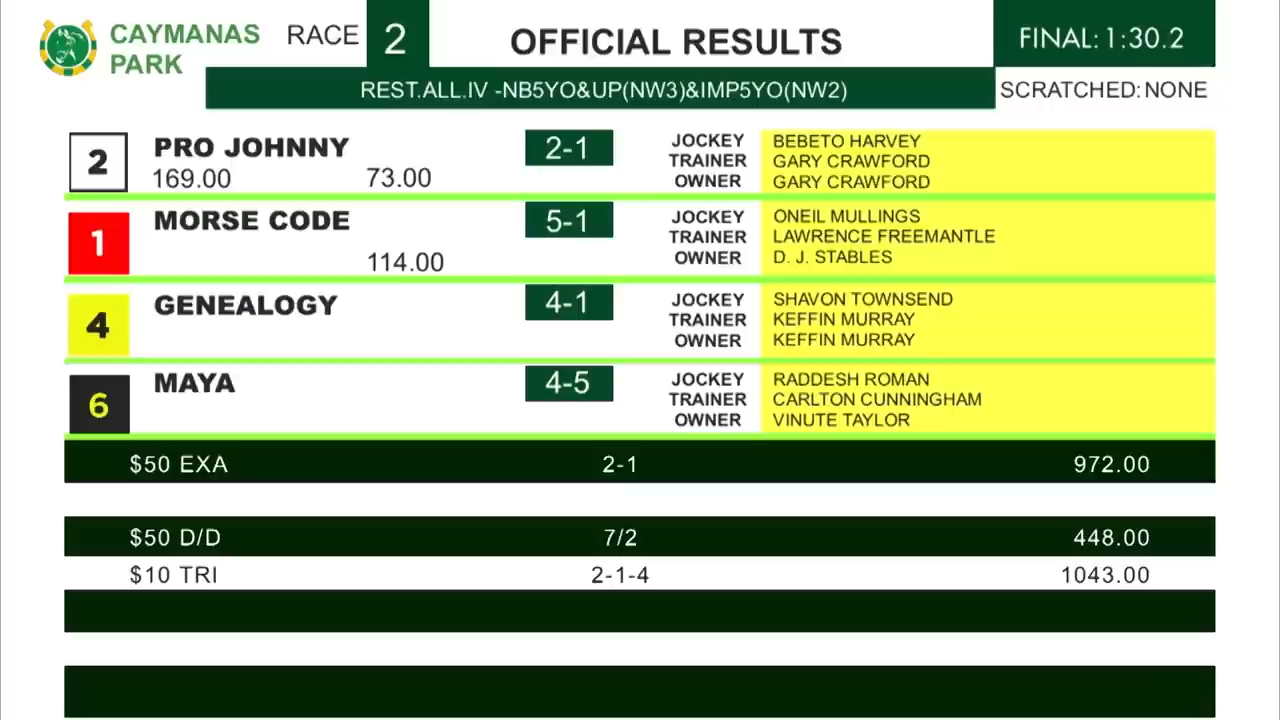 CAYMANAS PARK
RACE 2
OFFICIAL RESULTS
FINAL: 1:30.2
REST.ALL.IV -NB5YO&UP(NW3)&IMP5YO(NW2)
SCRATCHED: NONE
2 PRO JOHNNY 2-1 JOCKEY BEBETO HARVEY
169.00 73.00 TRAINER GARY CRAWFORD
OWNER GARY CRAWFORD
1 MORSE CODE 5-1 JOCKEY ONEIL MULLINGS
TRAINER LAWRENCE FREEMANTLE
114.00 OWNER D. J. STABLES
4 GENEALOGY 4-1 JOCKEY SHAVON TOWNSEND
TRAINER KEFFIN MURRAY
OWNER KEFFIN MURRAY
6 MAYA 4-5 JOCKEY RADDESH ROMAN
TRAINER CARLTON CUNNINGHAM
OWNER VINUTE TAYLOR
$50 EXA 2-1 972.00
$50 D/D 7/2 448.00
$10 TRI 2-1-4 1043.00